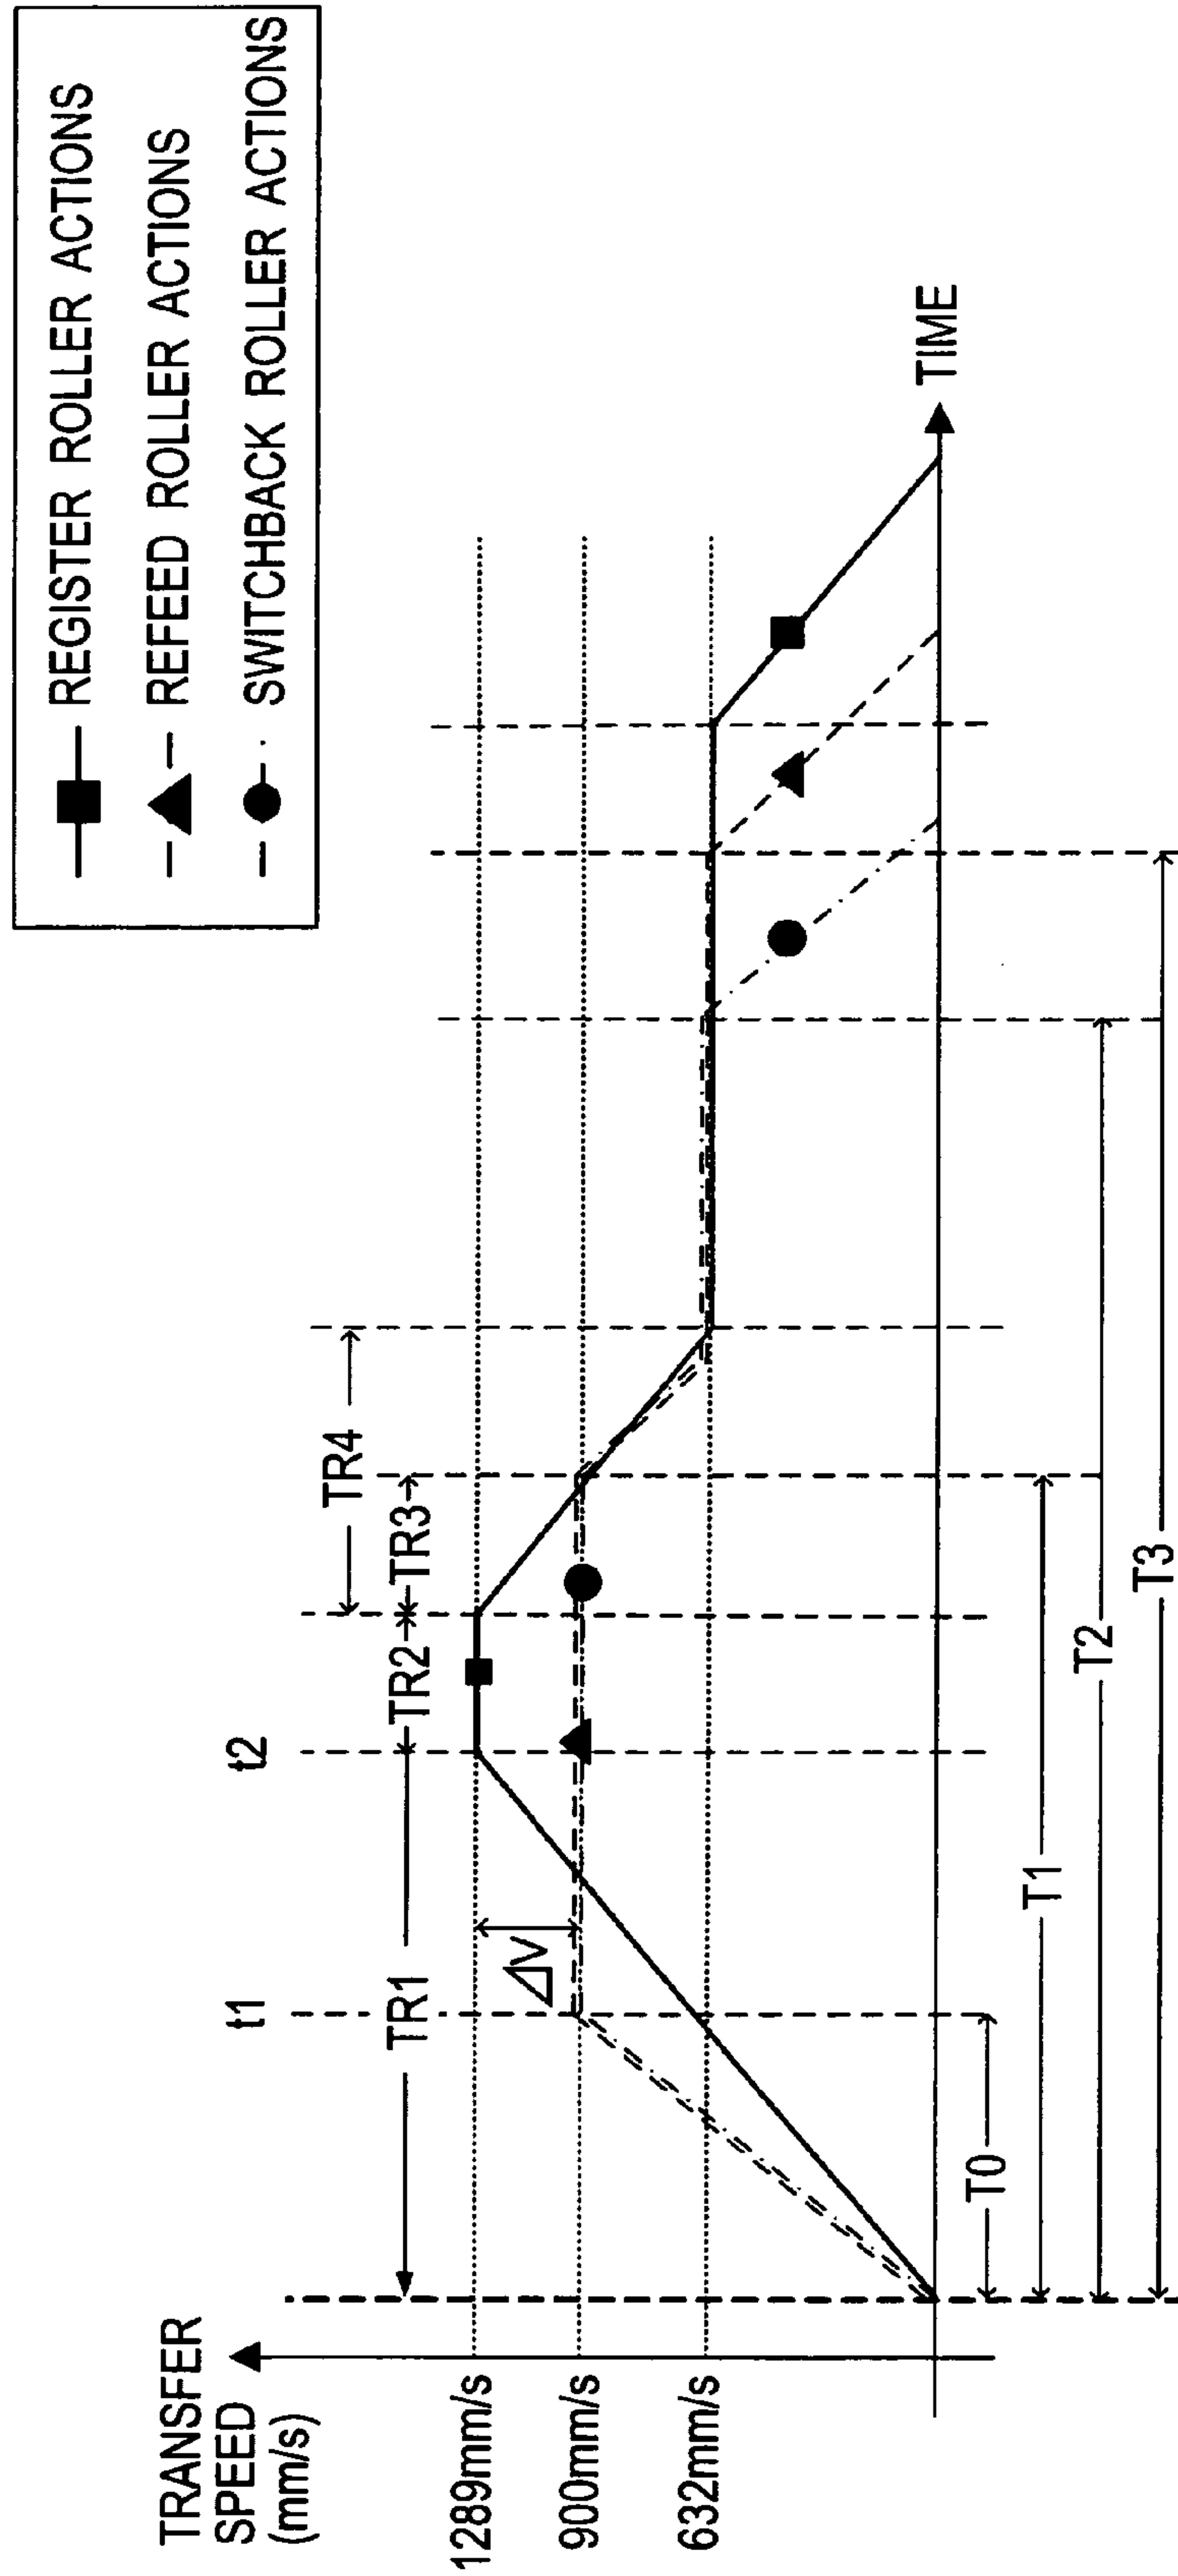 REGISTER ROLLER ACTIONS
REFEED ROLLER ACTIONS
SWITCHBACK ROLLER ACTIONS
TRANSFER
SPEED
(mm/s)
t1
t2
TR4
TR1
TR2
TR3
1289mm/s
ΔV
900mm/s
632mm/s
TIME
T0
T1
T2
T3